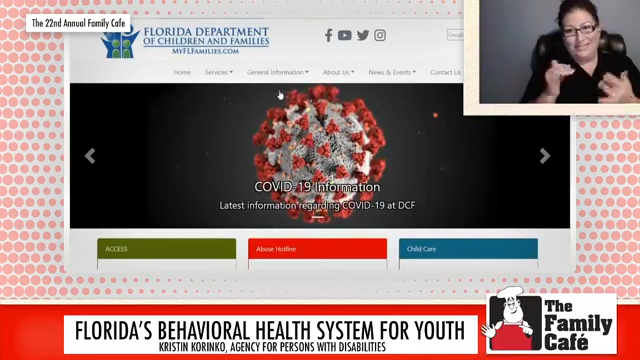 The 22nd Annual Family Cafe
FLORIDA DEPARTMENT
OF CHILDREN AND FAMILIES
MYFLFAMILIES.COM
Home Services General Information About Us News & Events Contact Us
COVID-19 Information
Latest information regarding COVID-19 at DCF
ACCESS Abuse Hotline Child Care
FLORIDA'S BEHAVIORAL HEALTH SYSTEM FOR YOUTH
KRISTIN KORINKO, AGENCY FOR PERSONS WITH DISABILITIES
The
Family
Café